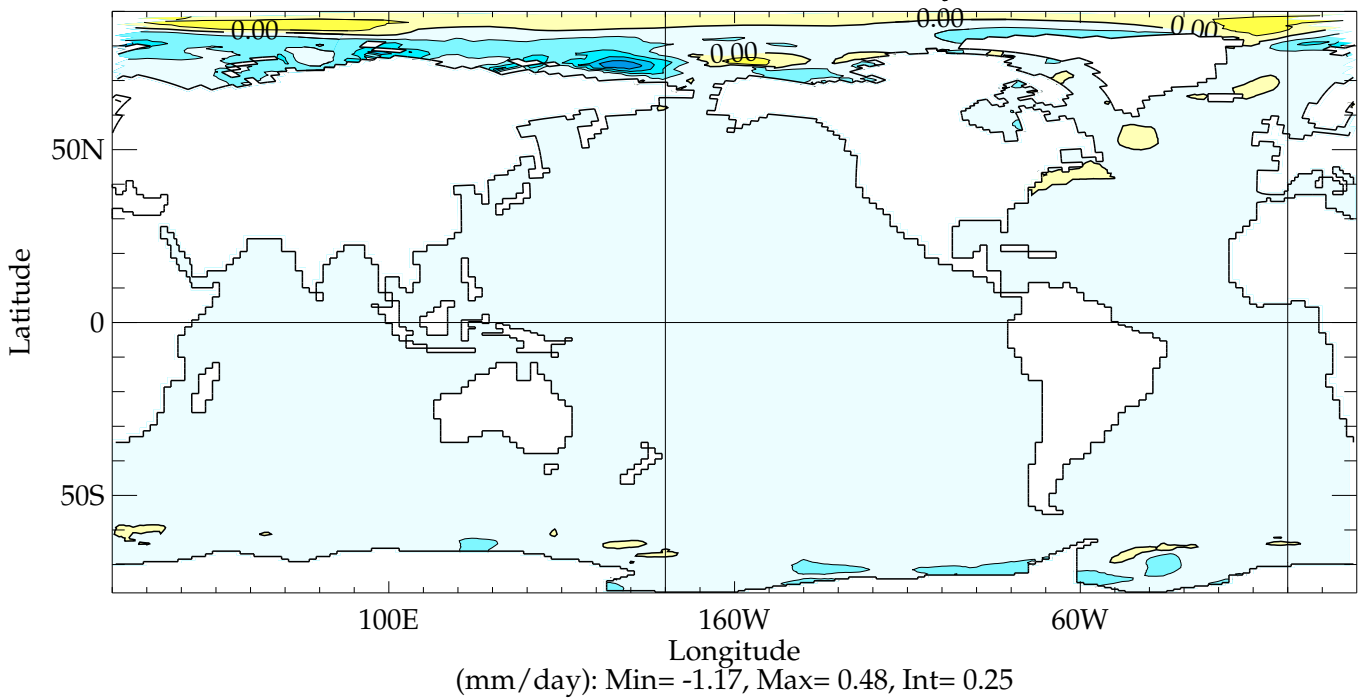 0.00
0.00
0.00
0.00
50N
0
50S
Latitude
100E
160W
60W
Longitude
(mm/day): Min= -1.17, Max= 0.48, Int= 0.25